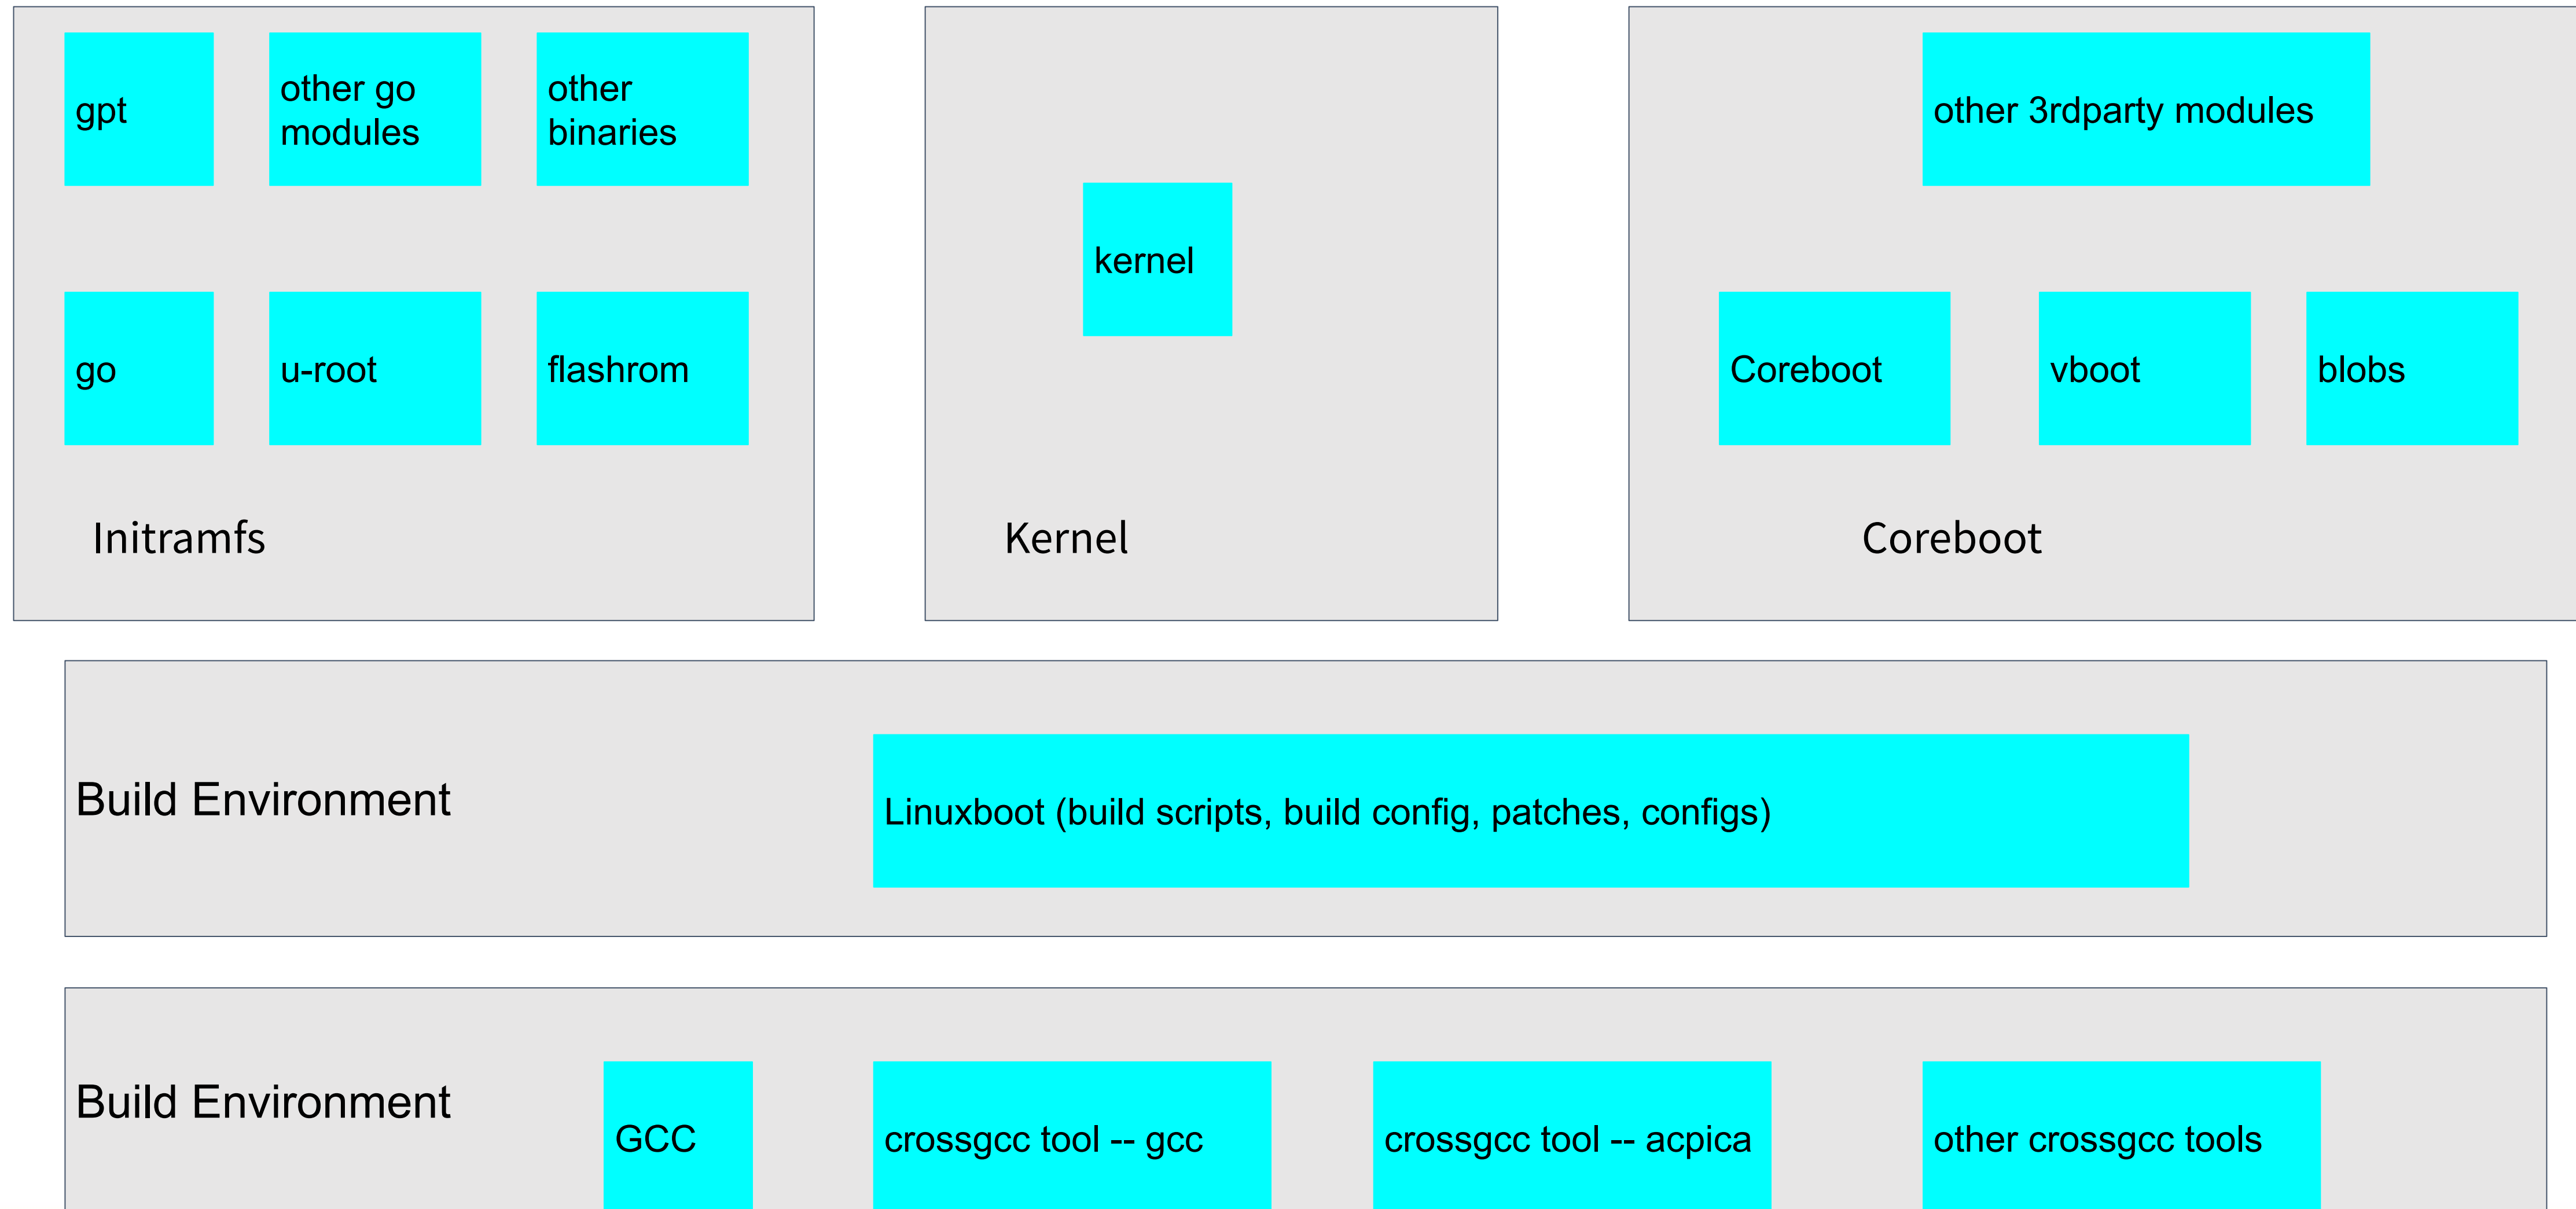 gpt
other go
modules
other
binaries
go
u-root
flashrom
Initramfs
kernel
Kernel
other 3rdparty modules
Coreboot
vboot
blobs
Coreboot
Build Environment
Linuxboot (build scripts, build config, patches, configs)
Build Environment
GCC
crossgcc tool -- gcc
crossgcc tool -- acpica
other crossgcc tools